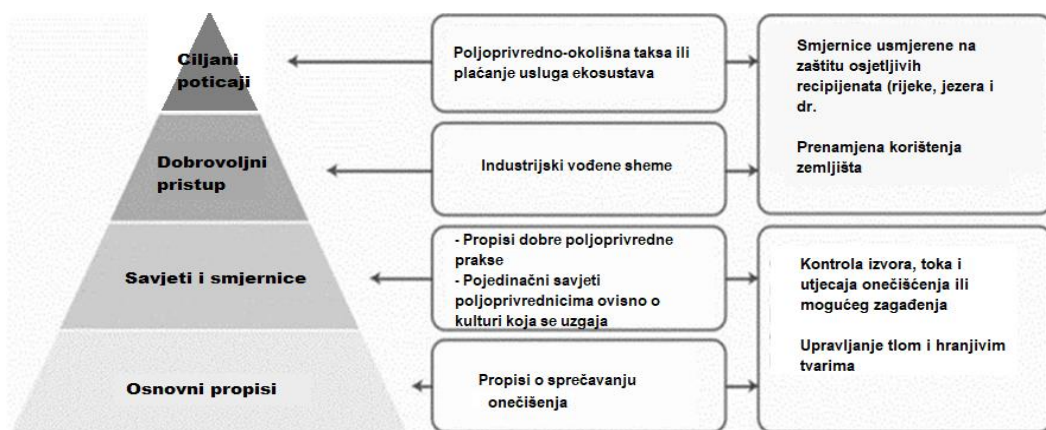 Ciljani
poticaji
Dobrovoljni
pristup
Savjeti i smjernice
Osnovni propisi
Poljoprivredno-okolišna taksa ili
plaćanje usluga ekosustava
Industrijski vođene sheme
- Propisi dobre poljoprivredne
prakse
- Pojedinačni savjeti
poljoprivrednicima ovisno o
kulturi koja se uzgaja
Propisi o sprečavanju
onečišenja
Smjernice usmjerene na
zaštitu osjetljivih
recipijenata (rijeke, jezera i
dr.
Prenamjena korištenja
zemljišta
Kontrola izvora, toka i
utjecaja onečišćenja ili
mogućeg zagađenja
Upravljanje tlom i hranjivim
tvarima